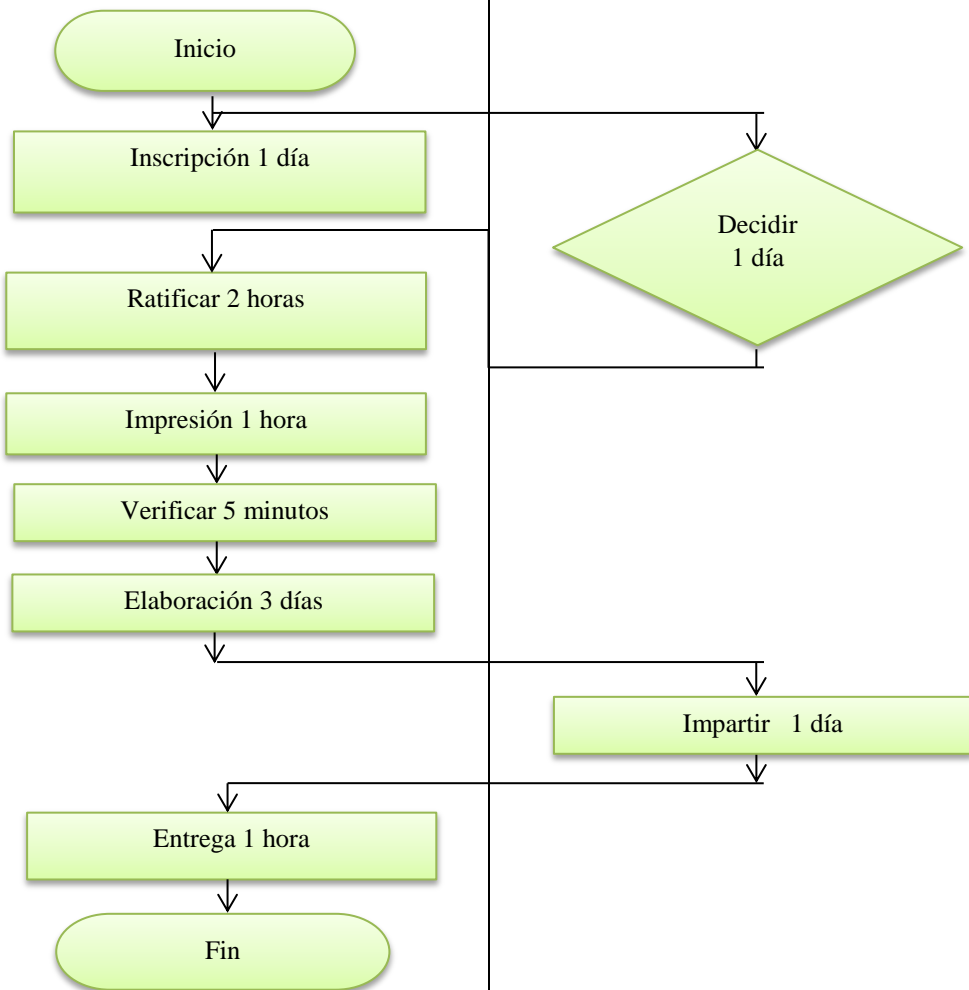 Inicio
Inscripción 1 día
Decidir
1 día
Ratificar 2 horas
Impresión 1 hora
Verificar 5 minutos
Elaboración 3 días
Impartir 1 día
Entrega 1 hora
Fin